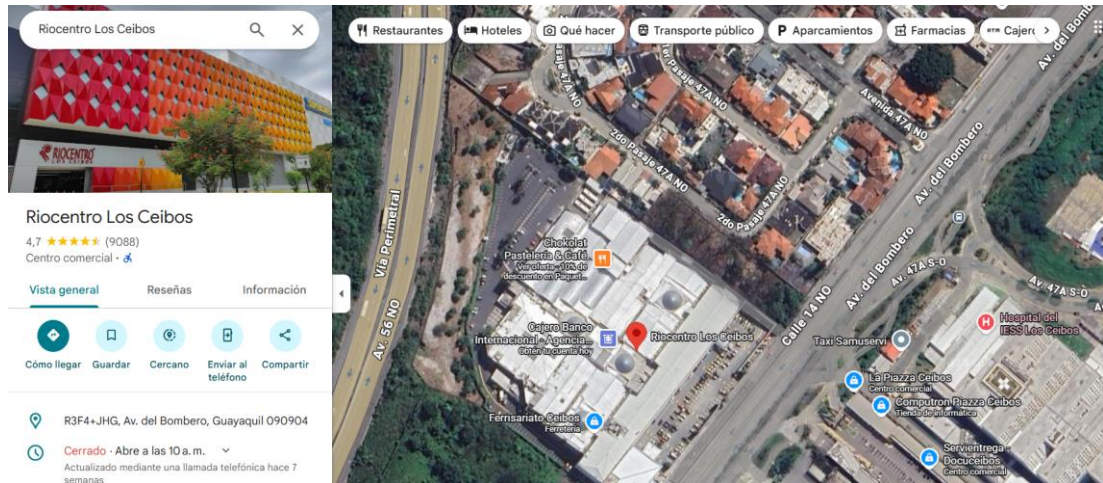 Riocentro Los Ceibos
RIOCENTRO
LOS CEIBOS
Riocentro Los Ceibos
4,7 (9088)
Centro comercial ·
Vista general
Reseñas
Información
Cómo llegar
Guardar
Cercano
Enviar al
teléfono
Compartir
R3F4+JHG, Av. del Bombero, Guayaquil 090904
Cerrado · Abre a las 10 a. m.
Actualizado mediante una llamada telefónica hace 7
semanas
Restaurantes
Hoteles
Qué hacer
Transporte público
P Aparcamientos
Farmacias
Pasaje 47A NO
1er Pasaje 47A NO
Av. del Bombero
Avenida 47A NO
2do Pasaje 47A NO
Av. del Bombero
2do Pasaje 47A NO
Av. del Bombero
Vía Perimetral
Av. 56 NO
Chokolat
Pastelería & Café
Ver oferta · 10% de
descuento en Paquet...
Cajero Banco
Internacional - Agencia...
Obtén tu cuenta hoy
Riocentro Los Ceibos
Ferrisariato Ceibos
Ferretería
Calle 14 NO
Av. 47A S-O
Av. 47A S-O
H
Hospital del
IESS Los Ceibos
Taxi Samuservi
La Piazza Ceibos
Centro comercial
Computron Piazza Ceibos
Tienda de informática
Servientrega -
Docuceibos
Centro comercial